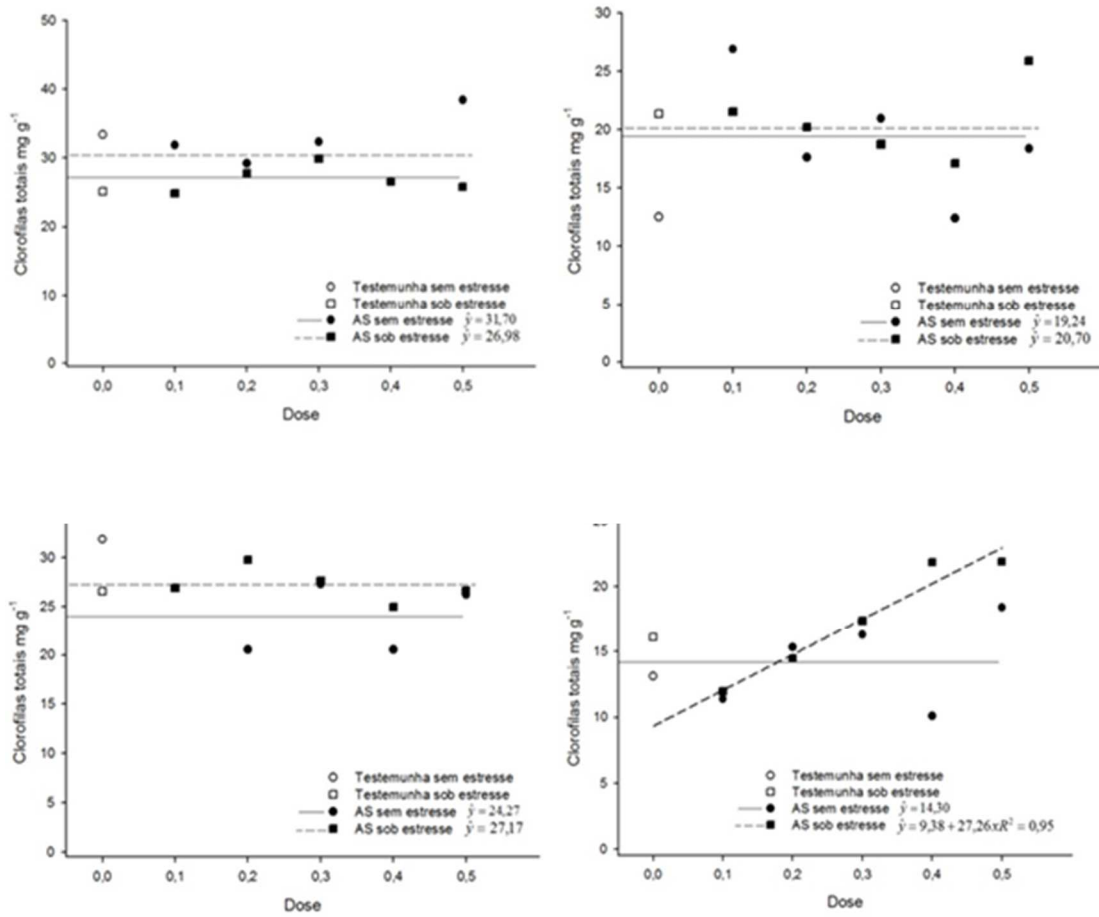 50
40
30
20
10
0
Clorofilas totais mg g⁻¹
Testemunha sem estresse
Testemunha sob estresse
AS sem estresse ŷ = 31,70
AS sob estresse ŷ = 26,98
0,0 0,1 0,2 0,3 0,4 0,5
Dose
30
25
20
15
10
5
0
Clorofilas totais mg g⁻¹
Testemunha sem estresse
Testemunha sob estresse
AS sem estresse ŷ = 19,24
AS sob estresse ŷ = 20,70
0,0 0,1 0,2 0,3 0,4 0,5
Dose
30
25
20
15
10
5
0
Clorofilas totais mg g⁻¹
Testemunha sem estresse
Testemunha sob estresse
AS sem estresse ŷ = 24,27
AS sob estresse ŷ = 27,17
0,0 0,1 0,2 0,3 0,4 0,5
Dose
20
15
10
5
0
Clorofilas totais mg g⁻¹
Testemunha sem estresse
Testemunha sob estresse
AS sem estresse ŷ = 14,30
AS sob estresse ŷ = 9,38 + 27,26xR² = 0,95
0,0 0,1 0,2 0,3 0,4 0,5
Dose